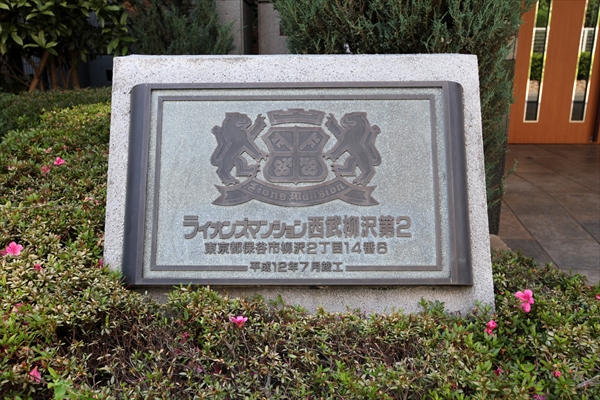 Lions Mansion
ライオンズマンション西武柳沢第2
東京都保谷市柳沢2丁目14番6
平成12年7月竣工